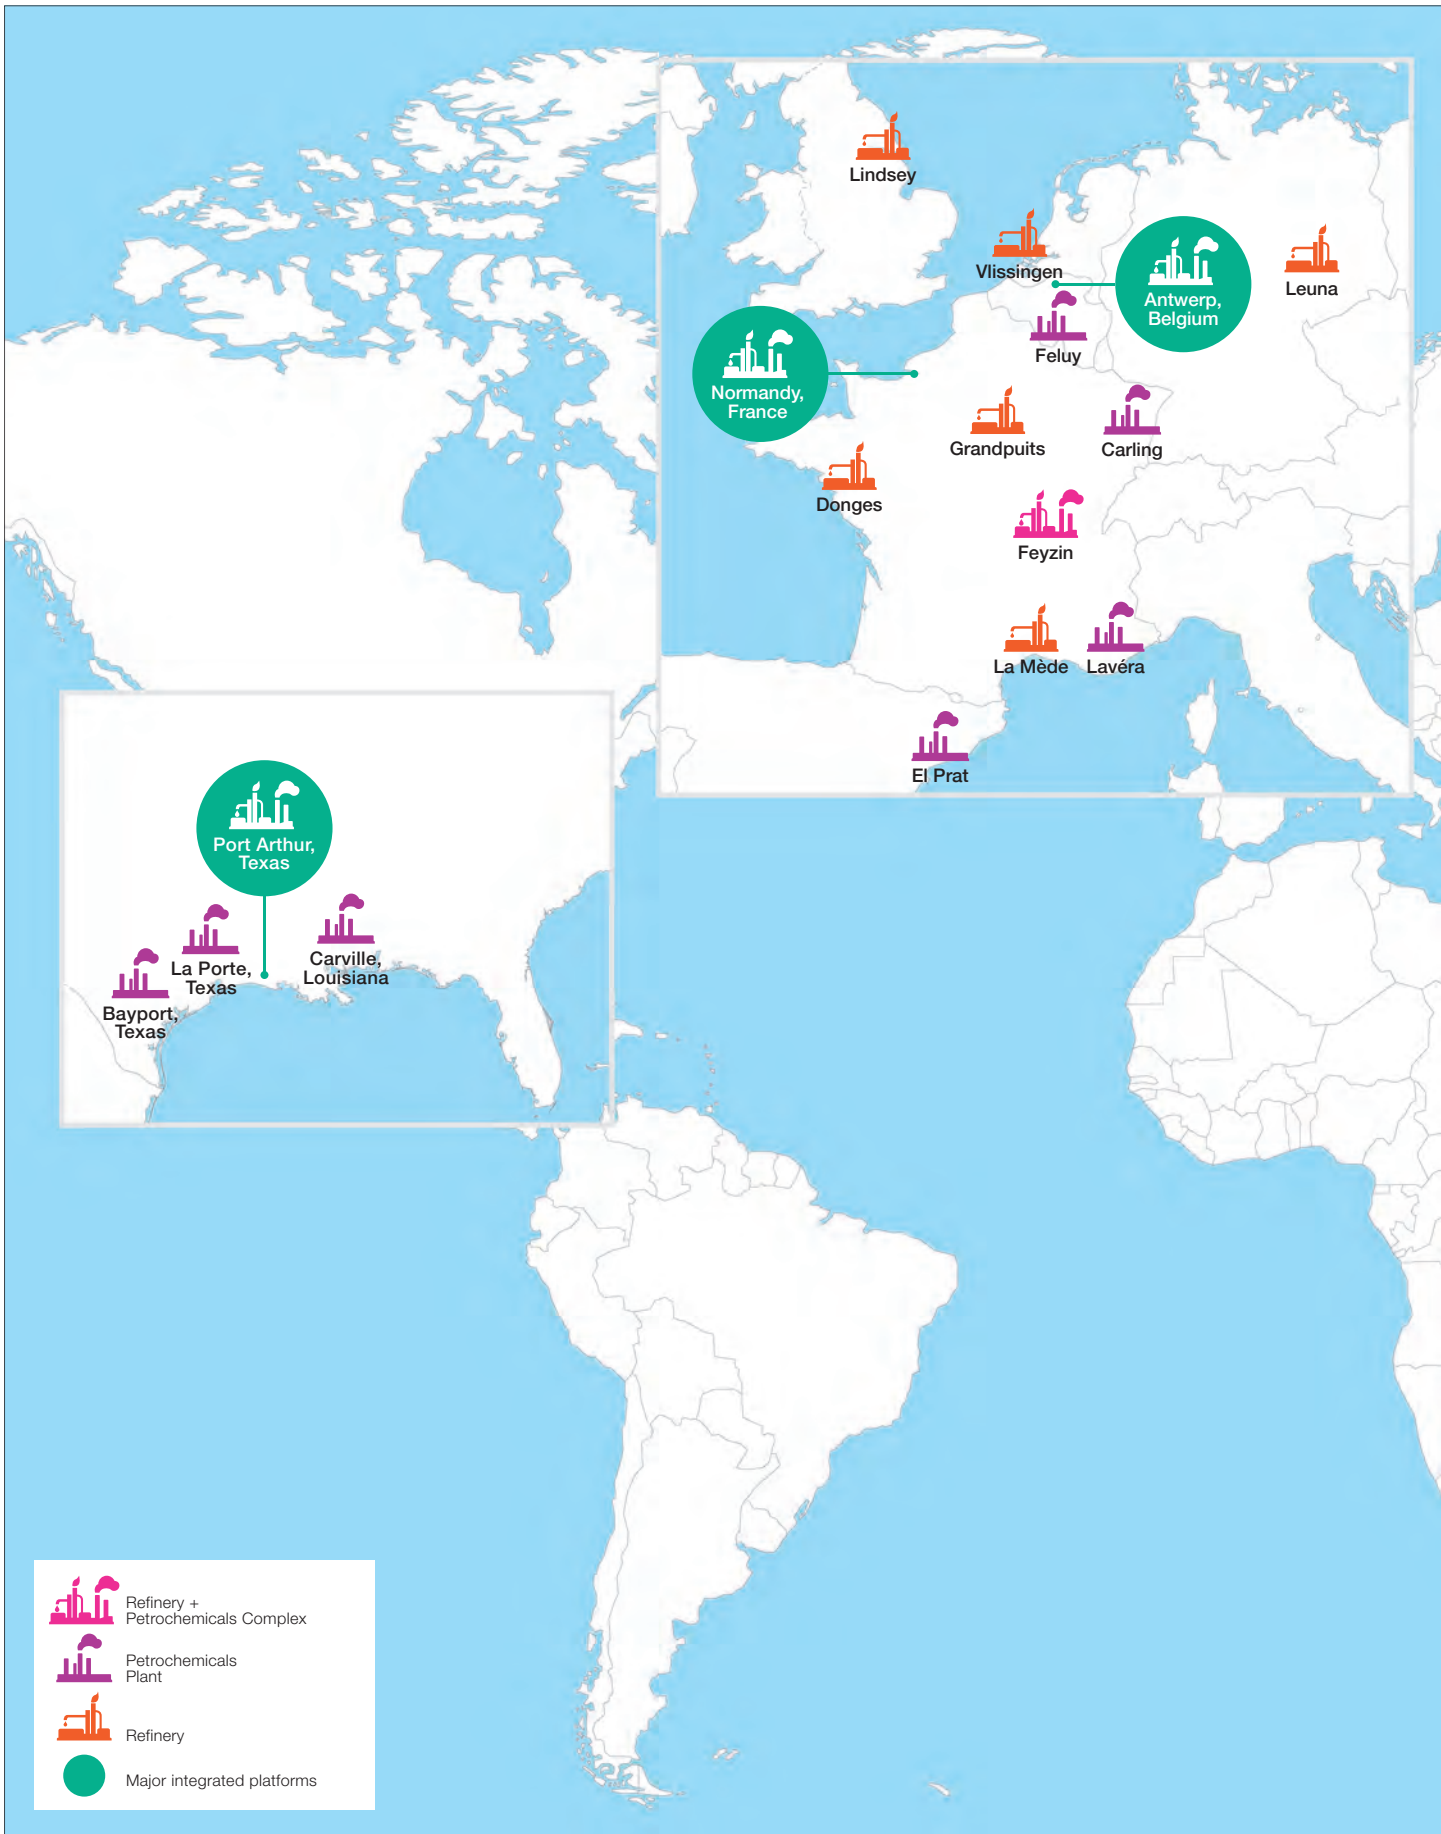 Lindsey
Vlissingen
Antwerp,
Belgium
Leuna
Feluy
Normandy,
France
Grandpuits
Carling
Donges
Feyzin
La Mède
Lavéra
El Prat
Port Arthur,
Texas
Carville,
Louisiana
La Porte,
Texas
Bayport,
Texas
Refinery +
Petrochemicals Complex
Petrochemicals
Plant
Refinery
Major integrated platforms